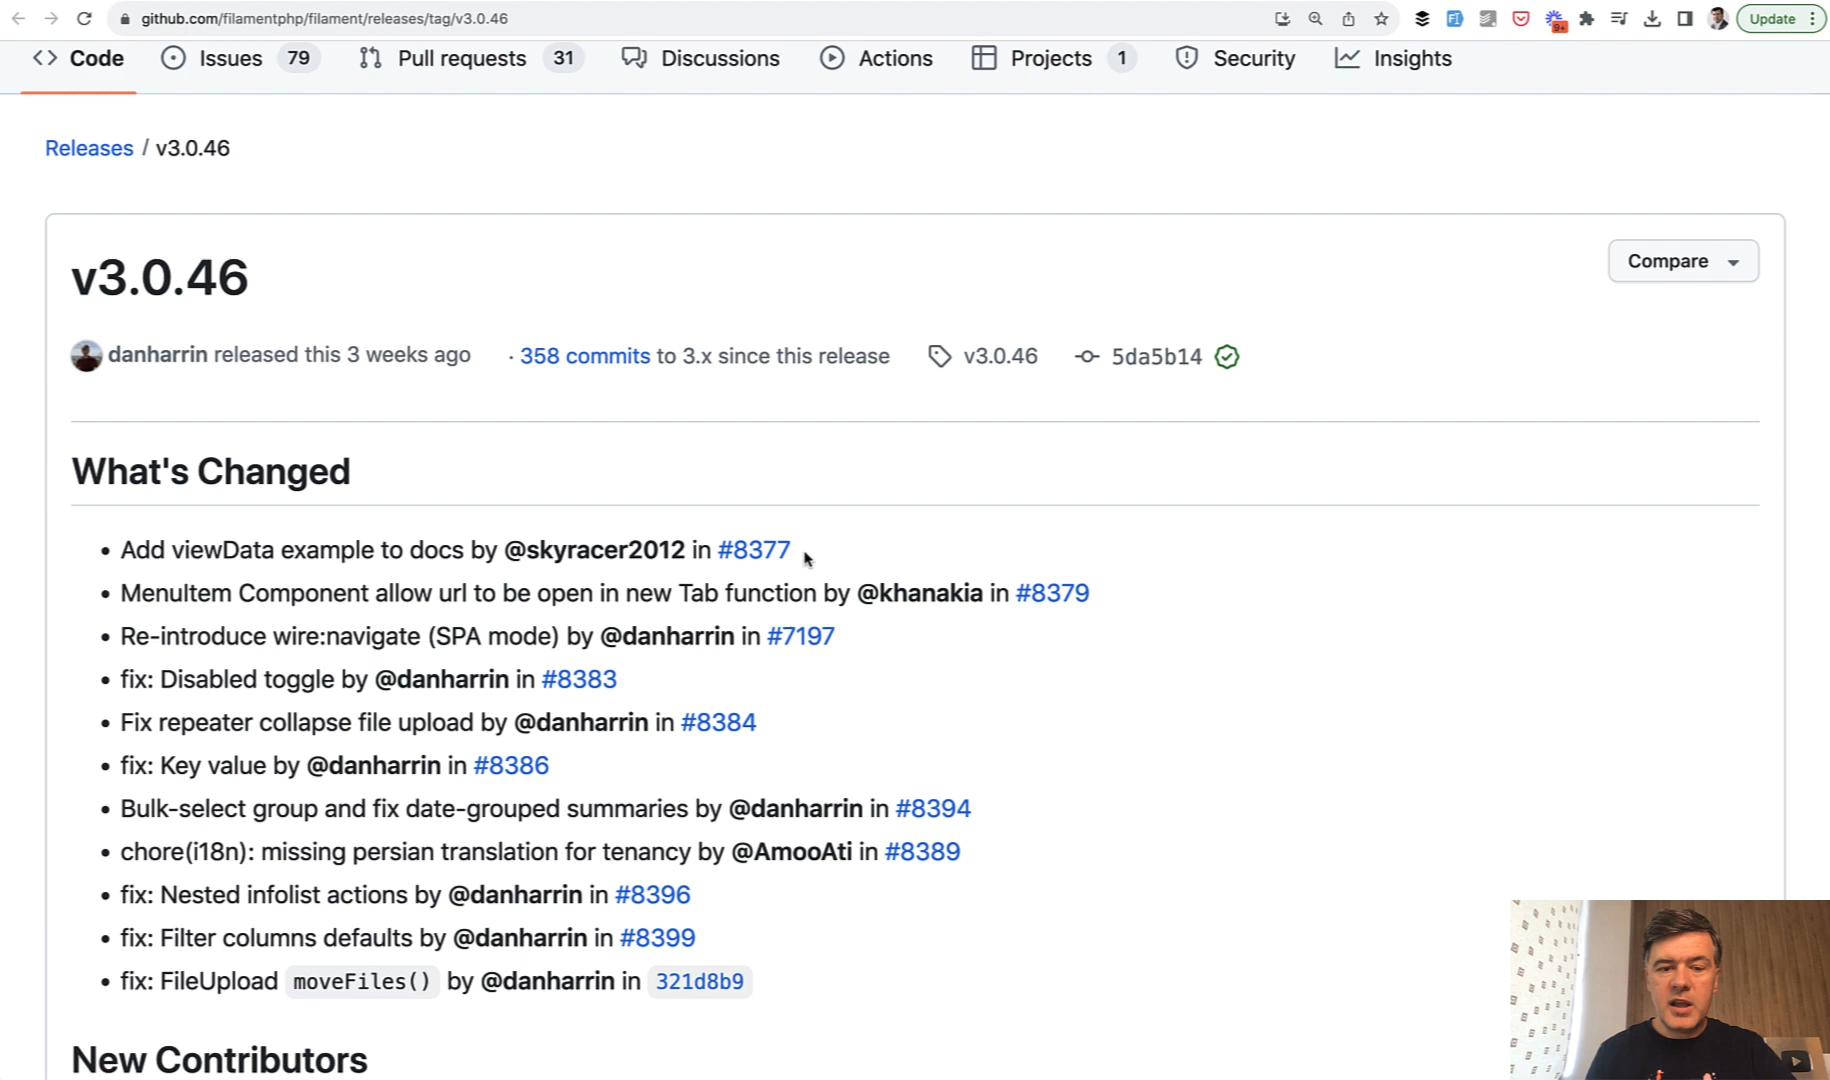 github.com/filamentphp/filament/releases/tag/v3.0.46
9+
Update
Code
Issues 79
Pull requests 31
Discussions
Actions
Projects 1
Security
Insights
Releases / v3.0.46
v3.0.46
Compare
danharrin released this 3 weeks ago · 358 commits to 3.x since this release v3.0.46 5da5b14
What's Changed
• Add viewData example to docs by @skyracer2012 in #8377
• MenuItem Component allow url to be open in new Tab function by @khanakia in #8379
• Re-introduce wire:navigate (SPA mode) by @danharrin in #7197
• fix: Disabled toggle by @danharrin in #8383
• Fix repeater collapse file upload by @danharrin in #8384
• fix: Key value by @danharrin in #8386
• Bulk-select group and fix date-grouped summaries by @danharrin in #8394
• chore(i18n): missing persian translation for tenancy by @AmooAti in #8389
• fix: Nested infolist actions by @danharrin in #8396
• fix: Filter columns defaults by @danharrin in #8399
• fix: FileUpload moveFiles() by @danharrin in 321d8b9
New Contributors